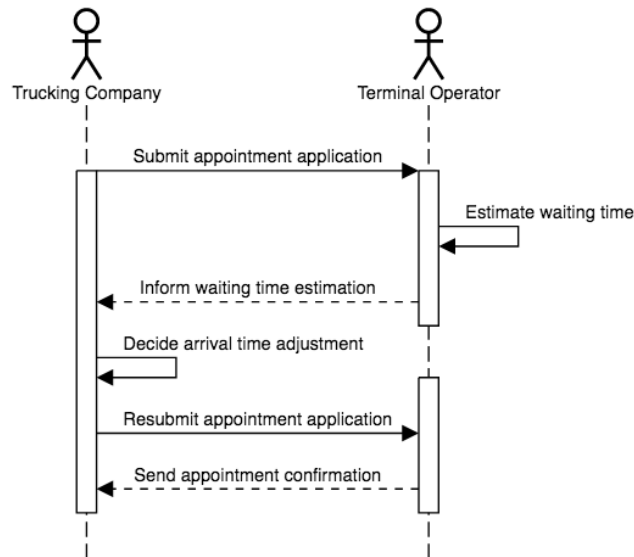 Trucking Company
Terminal Operator
Submit appointment application
Estimate waiting time
Inform waiting time estimation
Decide arrival time adjustment
Resubmit appointment application
Send appointment confirmation